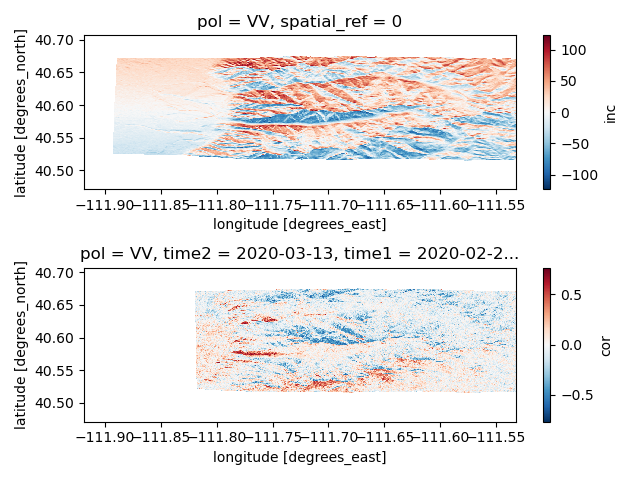 pol = VV, spatial_ref = 0
40.70
40.65
40.60
40.55
40.50
latitude [degrees_north]
−111.90 −111.85 −111.80 −111.75 −111.70 −111.65 −111.60 −111.55
longitude [degrees_east]
100
50
0
−50
−100
inc
pol = VV, time2 = 2020-03-13, time1 = 2020-02-2...
40.70
40.65
40.60
40.55
40.50
latitude [degrees_north]
−111.90 −111.85 −111.80 −111.75 −111.70 −111.65 −111.60 −111.55
longitude [degrees_east]
0.5
0.0
−0.5
cor